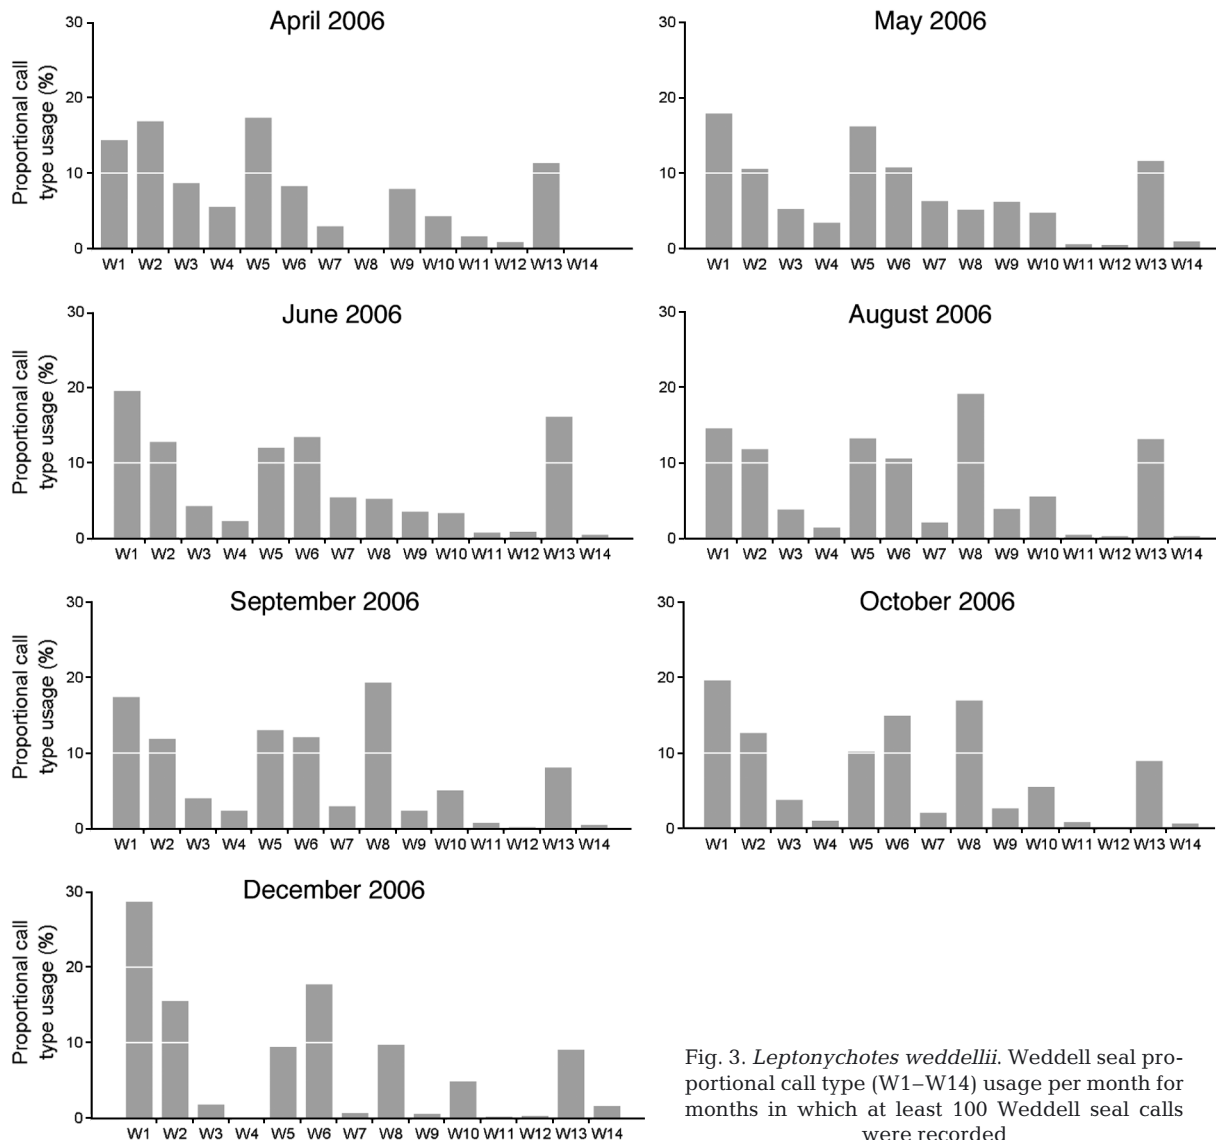 April 2006
Proportional call
type usage (%)
30
20
10
0
W1 W2 W3 W4 W5 W6 W7 W8 W9 W10 W11 W12 W13 W14
May 2006
30
20
10
0
W1 W2 W3 W4 W5 W6 W7 W8 W9 W10 W11 W12 W13 W14
June 2006
Proportional call
type usage (%)
30
20
10
0
W1 W2 W3 W4 W5 W6 W7 W8 W9 W10 W11 W12 W13 W14
August 2006
30
20
10
0
W1 W2 W3 W4 W5 W6 W7 W8 W9 W10 W11 W12 W13 W14
September 2006
Proportional call
type usage (%)
30
20
10
0
W1 W2 W3 W4 W5 W6 W7 W8 W9 W10 W11 W12 W13 W14
October 2006
30
20
10
0
W1 W2 W3 W4 W5 W6 W7 W8 W9 W10 W11 W12 W13 W14
December 2006
Proportional call
type usage (%)
30
20
10
0
W1 W2 W3 W4 W5 W6 W7 W8 W9 W10 W11 W12 W13 W14
Fig. 3. Leptonychotes weddellii. Weddell seal pro-
portional call type (W1–W14) usage per month for
months in which at least 100 Weddell seal calls
were recorded